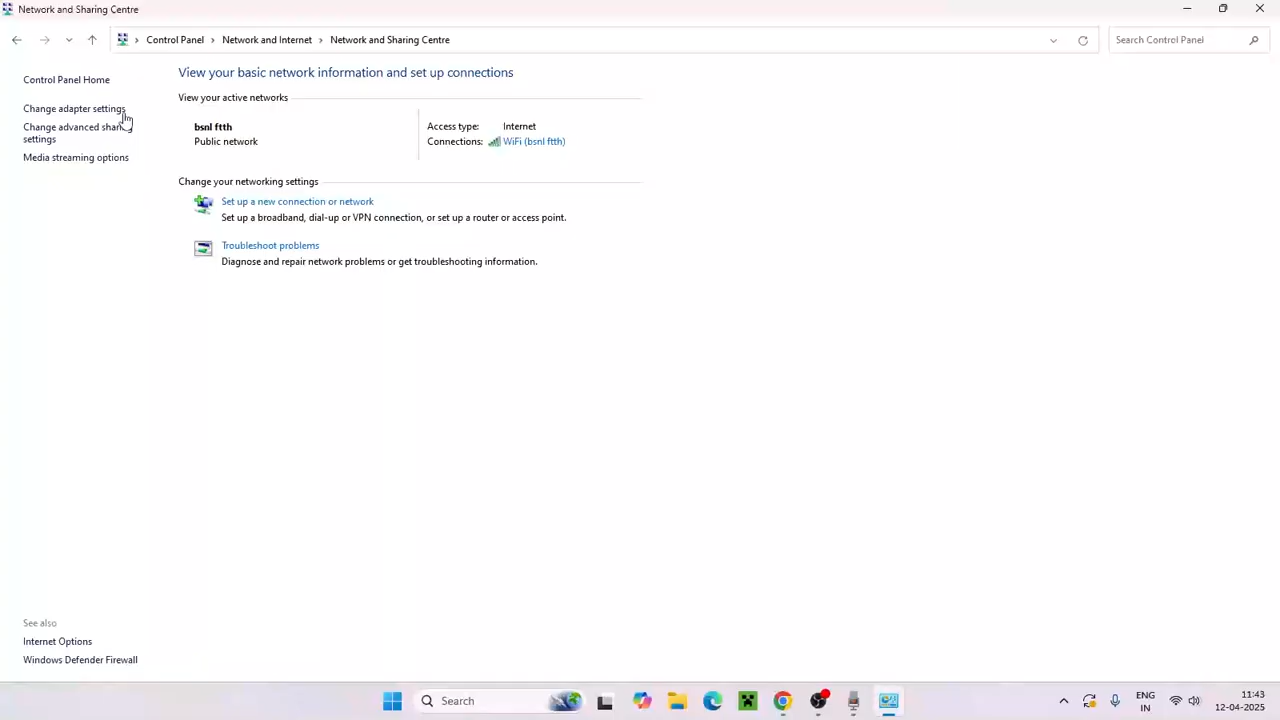 Network and Sharing Centre
Control Panel > Network and Internet > Network and Sharing Centre
Search Control Panel
Control Panel Home
Change adapter settings
Change advanced sharing
settings
Media streaming options
View your basic network information and set up connections
View your active networks
bsnl ftth
Public network
Access type: Internet
Connections: WiFi (bsnl ftth)
Change your networking settings
Set up a new connection or network
Set up a broadband, dial-up or VPN connection, or set up a router or access point.
Troubleshoot problems
Diagnose and repair network problems or get troubleshooting information.
See also
Internet Options
Windows Defender Firewall
Search
ENG
IN
11:43
12-04-2025